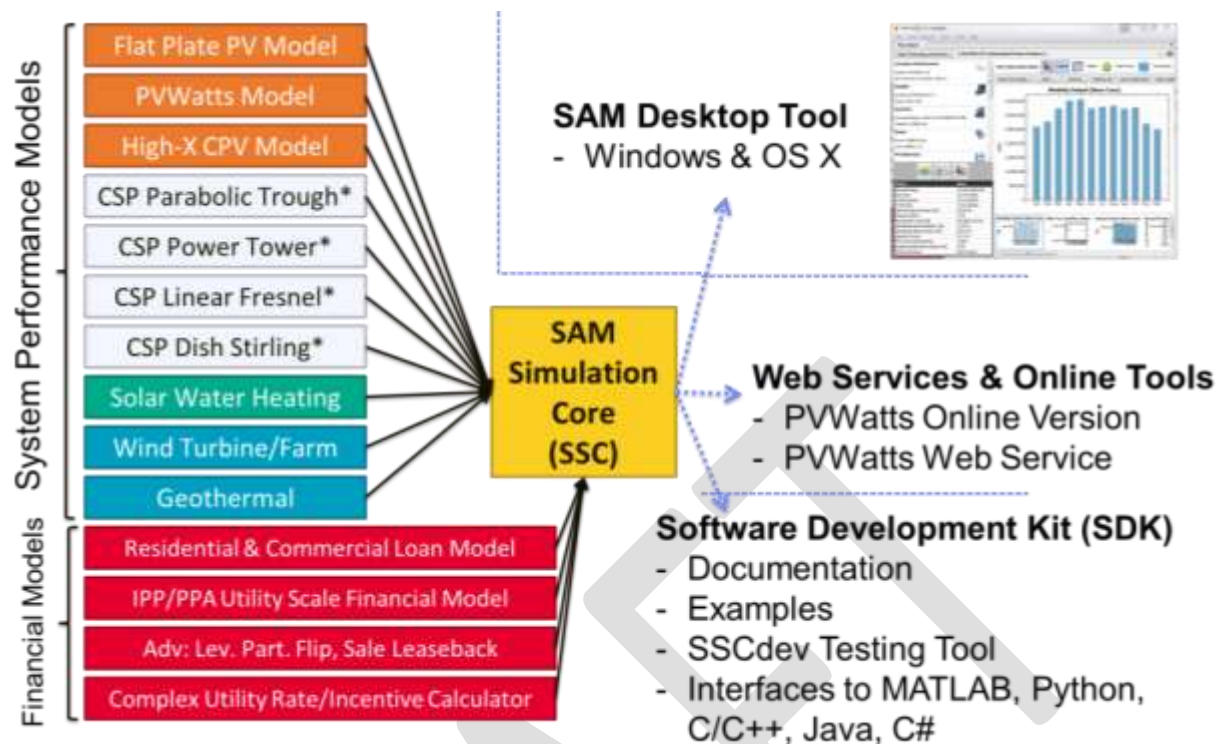 System Performance Models
Flat Plate PV Model
PVWatts Model
High-X CPV Model
CSP Parabolic Trough*
CSP Power Tower*
CSP Linear Fresnel*
CSP Dish Stirling*
Solar Water Heating
Wind Turbine/Farm
Geothermal
Financial Models
Residential & Commercial Loan Model
IPP/PPA Utility Scale Financial Model
Adv: Lev. Part. Flip, Sale Leaseback
Complex Utility Rate/Incentive Calculator
SAM
Simulation
Core
(SSC)
SAM Desktop Tool
- Windows & OS X
Web Services & Online Tools
- PVWatts Online Version
- PVWatts Web Service
Software Development Kit (SDK)
- Documentation
- Examples
- SSCdev Testing Tool
- Interfaces to MATLAB, Python,
C/C++, Java, C#